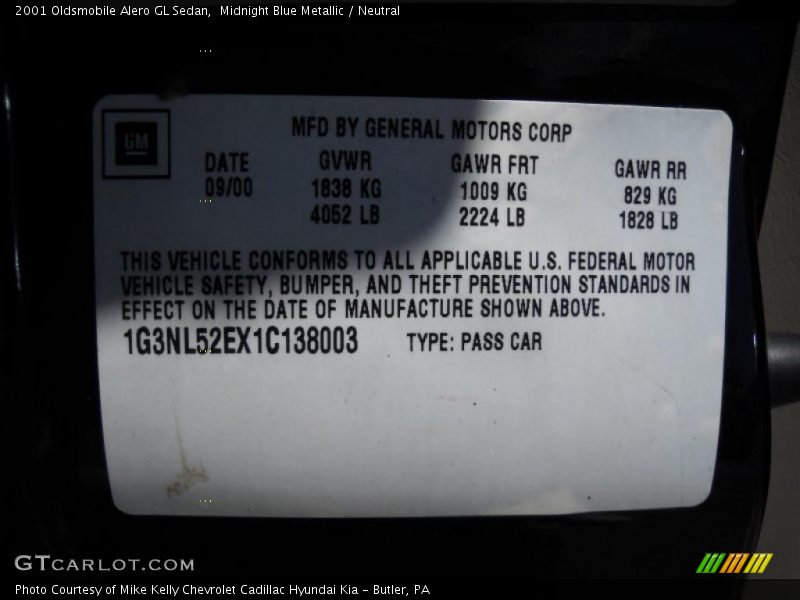 2001 Oldsmobile Alero GL Sedan,  Midnight Blue Metallic / Neutral
GM
MFD BY GENERAL MOTORS CORP
DATE GVWR GAWR FRT GAWR RR
09/00 1838 KG 1009 KG 829 KG
4052 LB 2224 LB 1828 LB
THIS VEHICLE CONFORMS TO ALL APPLICABLE U.S. FEDERAL MOTOR
VEHICLE SAFETY, BUMPER, AND THEFT PREVENTION STANDARDS IN
EFFECT ON THE DATE OF MANUFACTURE SHOWN ABOVE.
1G3NL52EX1C138003 TYPE: PASS CAR
GTCARLOT.COM
Photo Courtesy of Mike Kelly Chevrolet Cadillac Hyundai Kia - Butler, PA